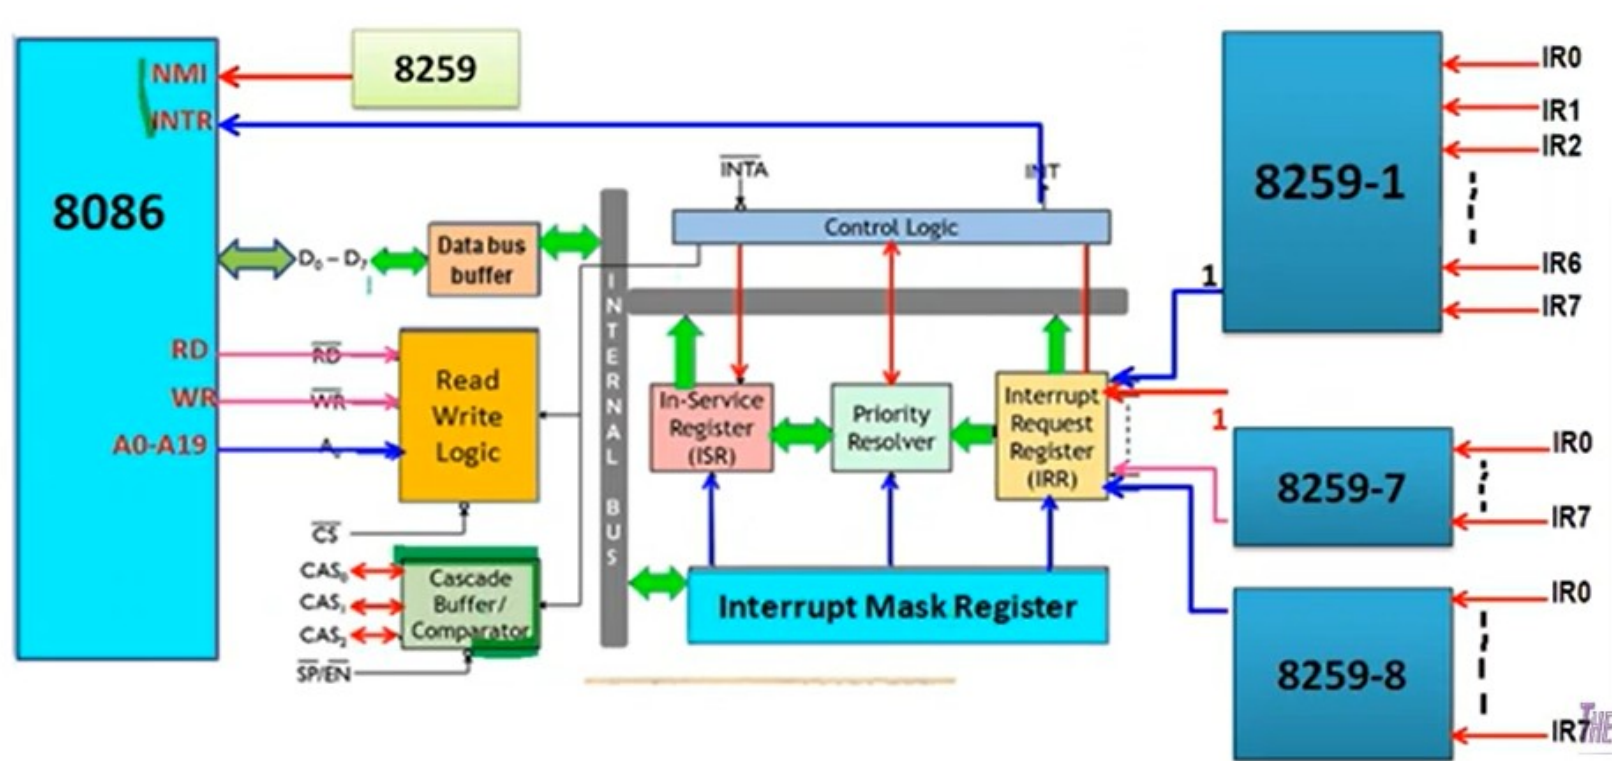 NMI
8259
INTR
8086
INTA
INT
Control Logic
D0 – D7
Data bus
buffer
RD
RD
WR
WR
A0-A19
A0
Read
Write
Logic
CS
CAS0
CAS1
CAS2
SP/EN
Cascade
Buffer/
Comparator
INTERNAL BUS
In-Service
Register
(ISR)
Priority
Resolver
Interrupt
Request
Register
(IRR)
Interrupt Mask Register
8259-1
IR0
IR1
IR2
IR6
IR7
1
1
8259-7
IR0
IR7
8259-8
IR0
IR7